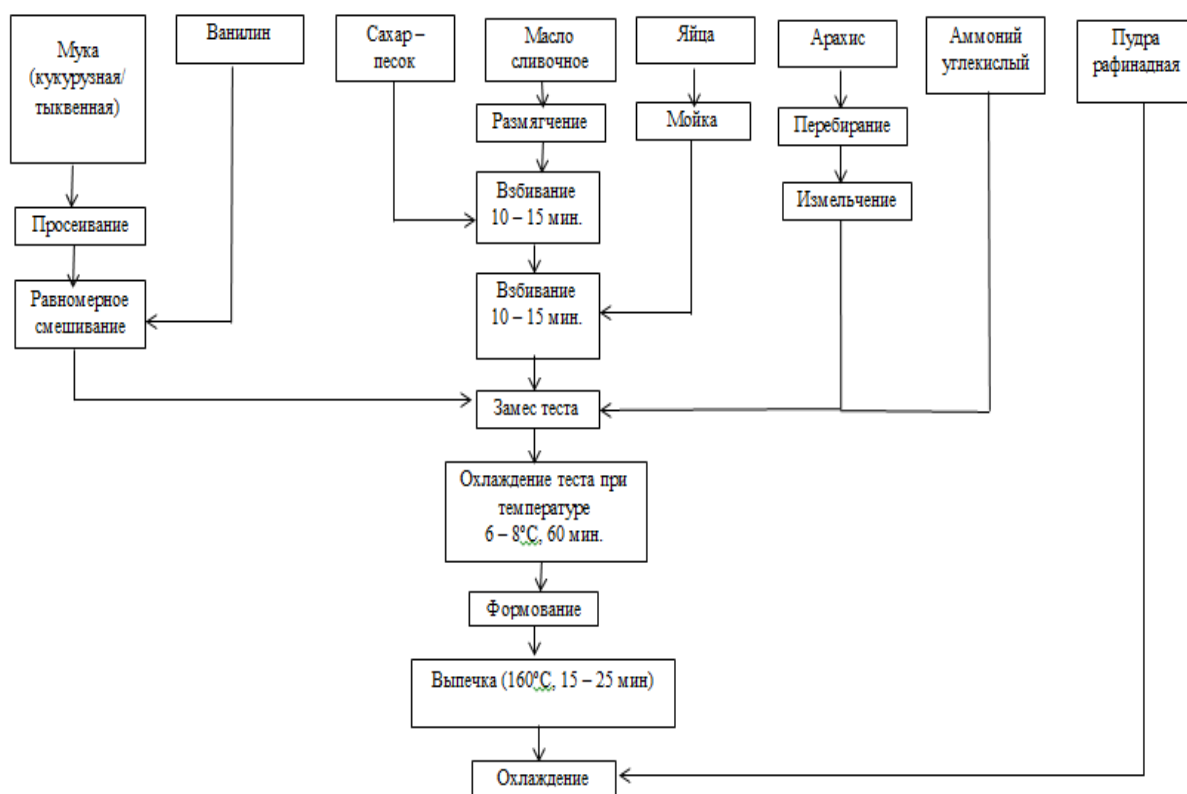 Мука
(кукурузная/
тыквенная)
Ванилин
Сахар –
песок
Масло
сливочное
Яйца
Арахис
Аммоний
углекислый
Пудра
рафинадная
Размягчение
Мойка
Перебирание
Просеивание
Взбивание
10 – 15 мин.
Измельчение
Равномерное
смешивание
Взбивание
10 – 15 мин.
Замес теста
Охлаждение теста при
температуре
6 – 8°С, 60 мин.
Формование
Выпечка (160°С, 15 – 25 мин)
Охлаждение